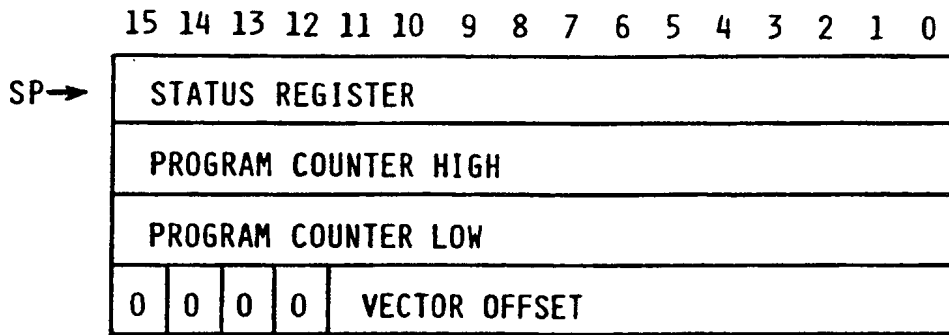 15 14 13 12 11 10 9 8 7 6 5 4 3 2 1 0
SP→ STATUS REGISTER
PROGRAM COUNTER HIGH
PROGRAM COUNTER LOW
0 0 0 0 VECTOR OFFSET